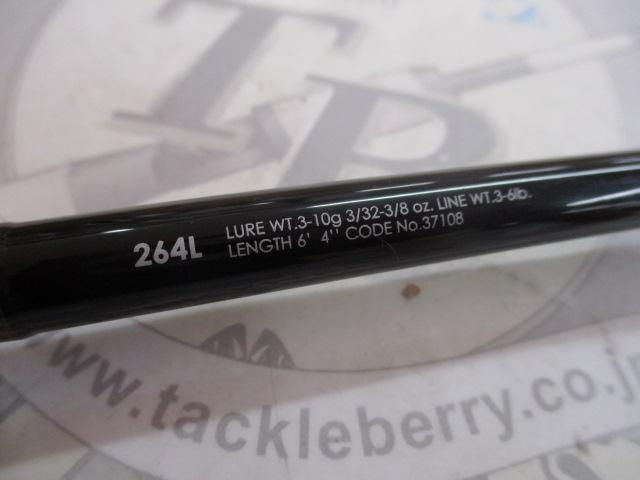 TP
264L
LURE WT.3-10g 3/32-3/8 oz. LINE WT.3-6lb.
LENGTH 6' 4'' CODE No.37108
www.tackleberry.co.jp